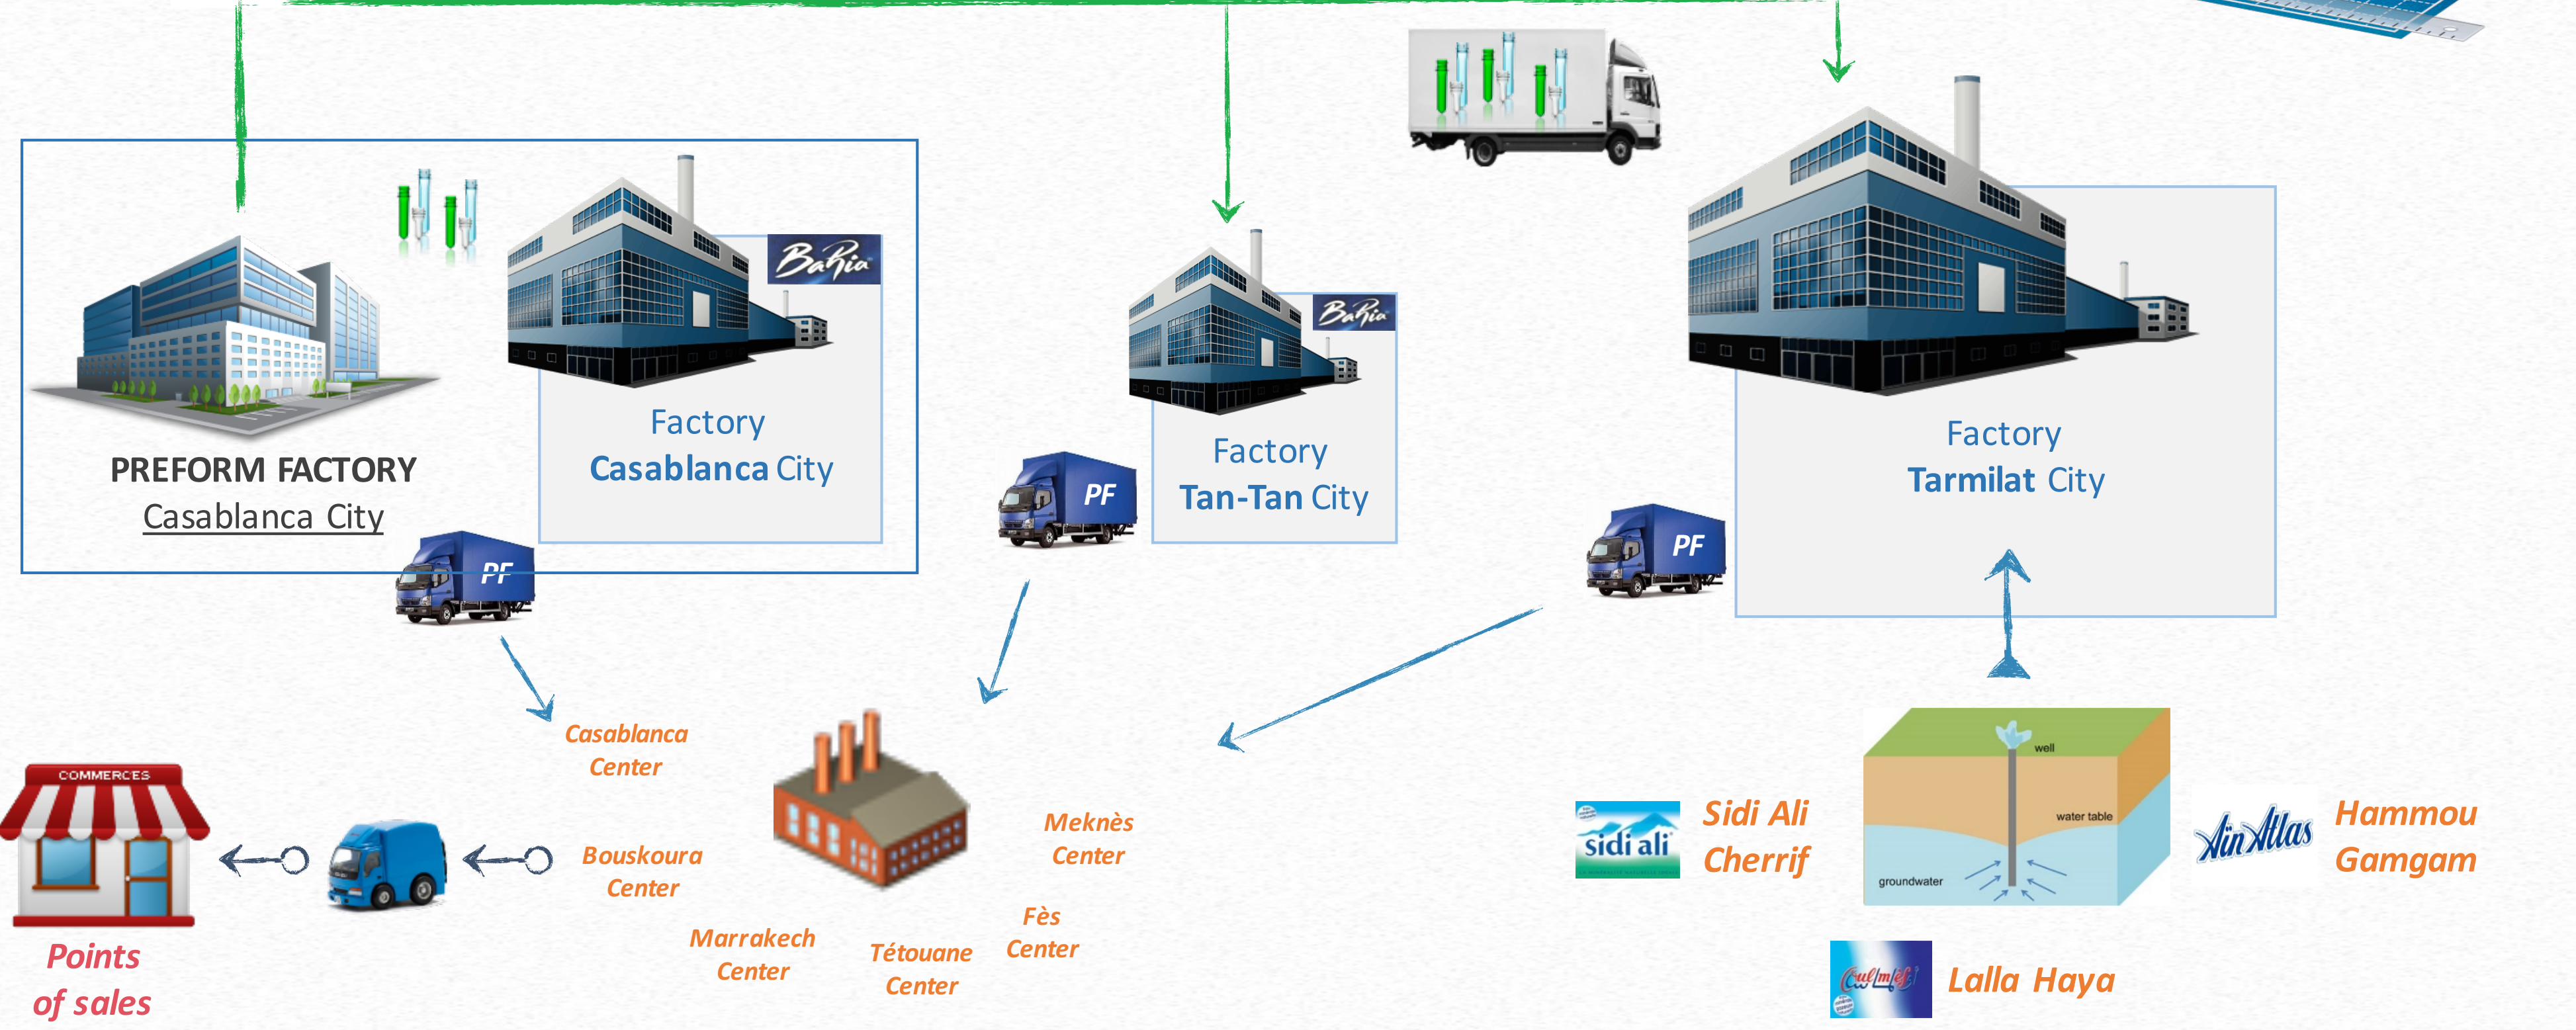 Bahia
Bahia
Factory
Casablanca City
PREFORM FACTORY
Casablanca City
Factory
Tan-Tan City
Factory
Tarmilat City
PF
PF
PF
Casablanca
Center
Bouskoura
Center
Marrakech
Center
Tétouane
Center
Fès
Center
Meknès
Center
COMMERCES
Points
of sales
sidi ali
Sidi Ali
Cherrif
well
water table
groundwater
Aïn Atlas
Hammou
Gamgam
Oulmès
Lalla Haya